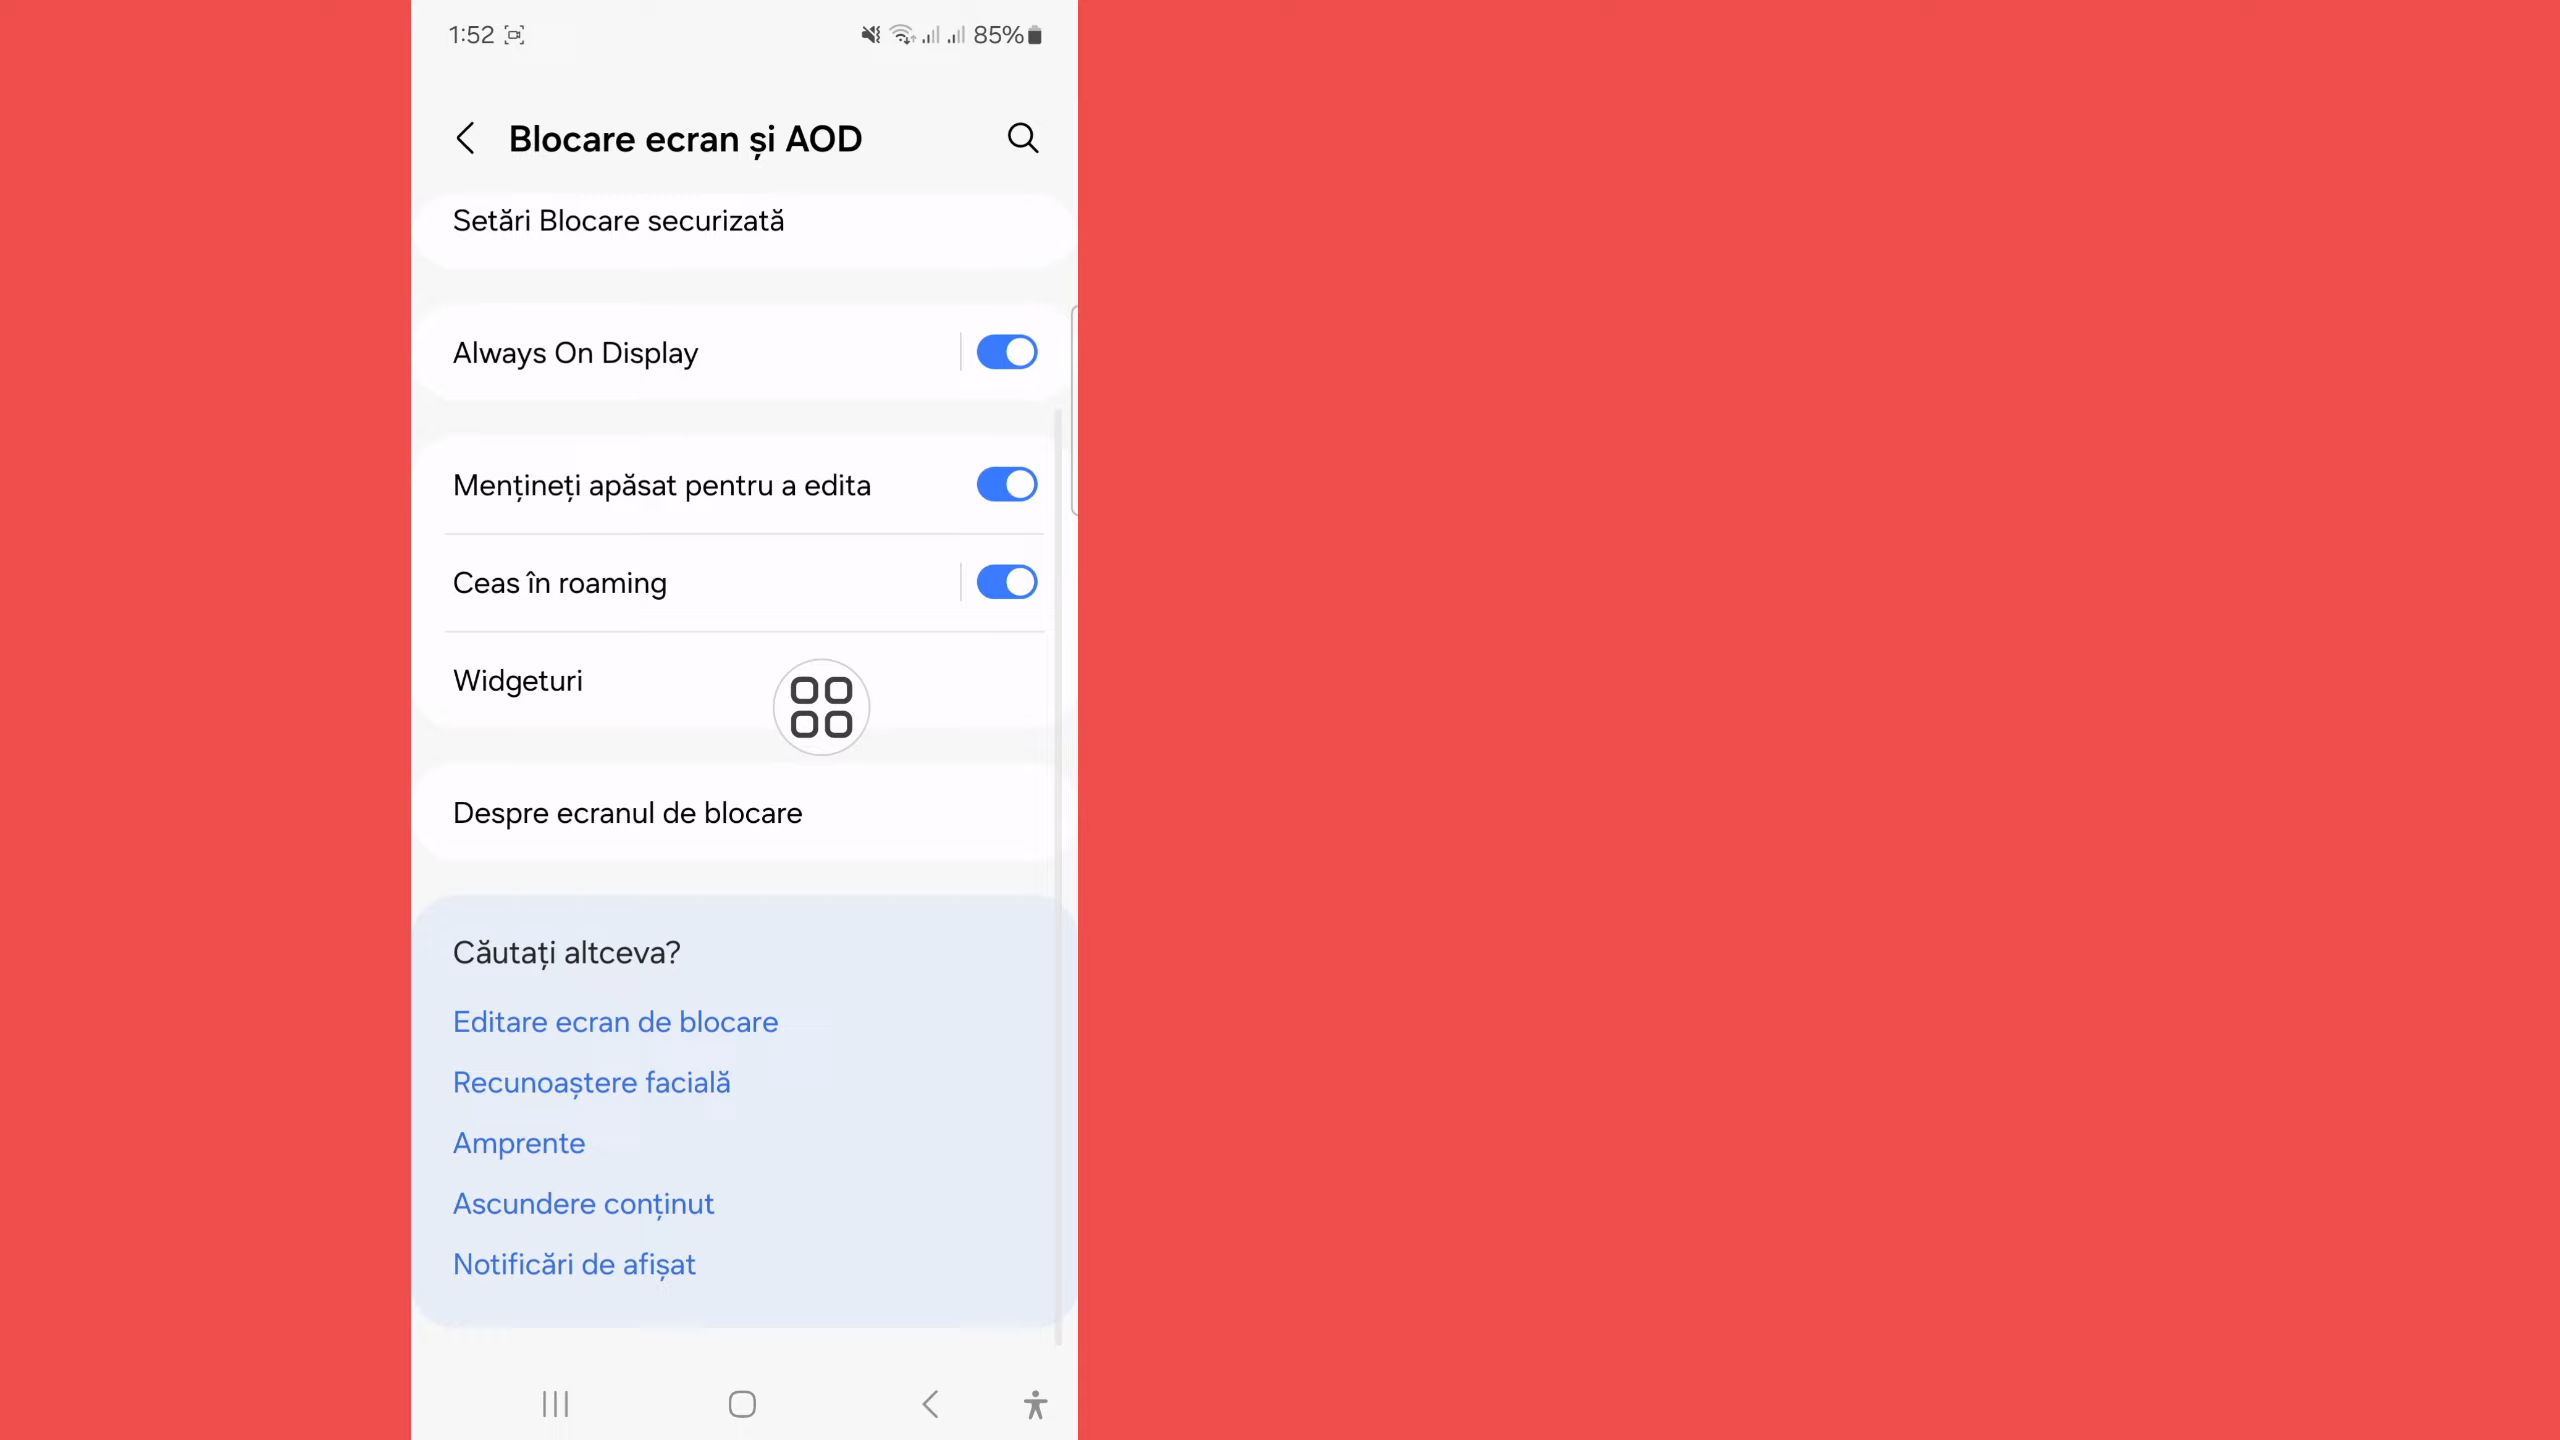 1:52
85%
Blocare ecran și AOD
Setări Blocare securizată
Always On Display
Mențineți apăsat pentru a edita
Ceas în roaming
Widgeturi
Despre ecranul de blocare
Căutați altceva?
Editare ecran de blocare
Recunoaștere facială
Amprente
Ascundere conținut
Notificări de afișat